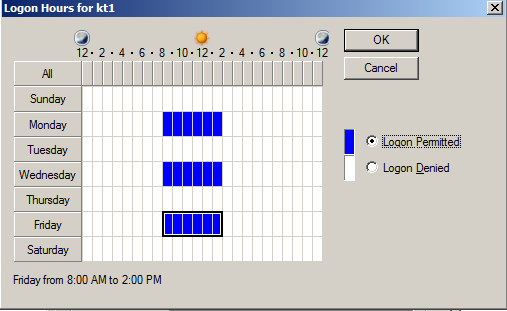 Logon Hours for kt1
12 · 2 · 4 · 6 · 8 · 10 · 12 · 2 · 4 · 6 · 8 · 10 · 12
OK
Cancel
All
Sunday
Monday
Tuesday
Wednesday
Thursday
Friday
Saturday
Logon Permitted
Logon Denied
Friday from 8:00 AM to 2:00 PM